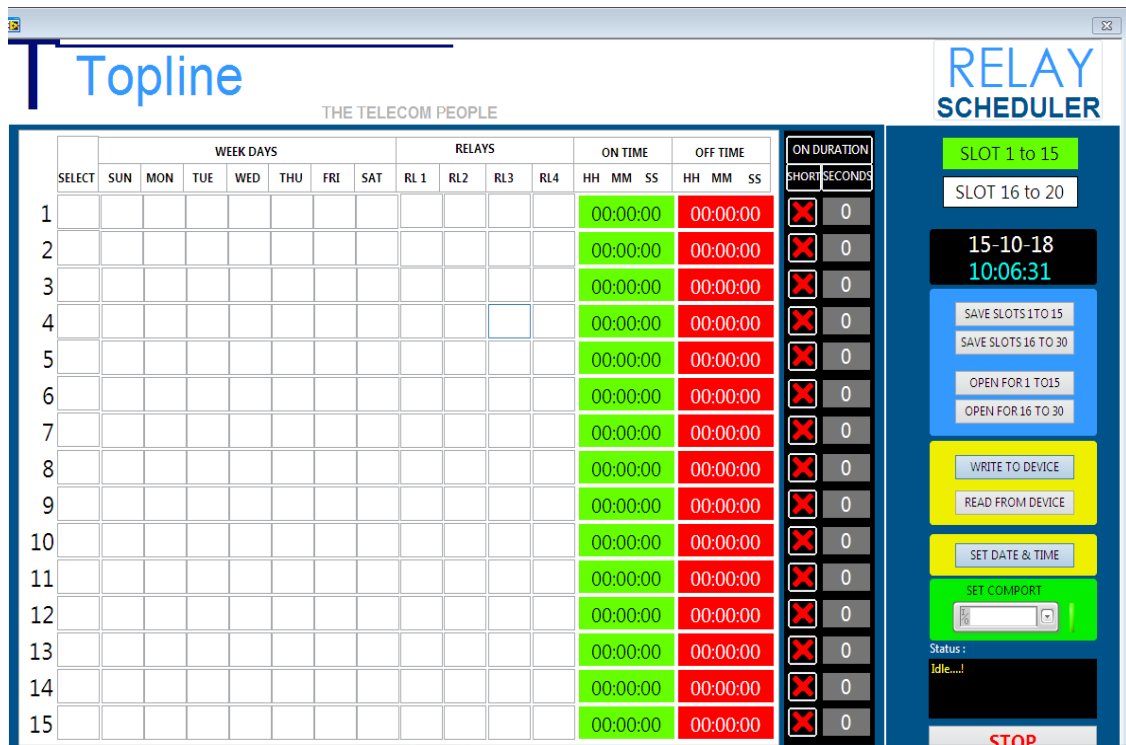 Topline
THE TELECOM PEOPLE
RELAY
SCHEDULER
WEEK DAYS RELAYS ON TIME OFF TIME ON DURATION
SELECT SUN MON TUE WED THU FRI SAT RL 1 RL2 RL3 RL4 HH MM SS HH MM SS SHORT SECONDS
1 00:00:00 00:00:00 0
2 00:00:00 00:00:00 0
3 00:00:00 00:00:00 0
4 00:00:00 00:00:00 0
5 00:00:00 00:00:00 0
6 00:00:00 00:00:00 0
7 00:00:00 00:00:00 0
8 00:00:00 00:00:00 0
9 00:00:00 00:00:00 0
10 00:00:00 00:00:00 0
11 00:00:00 00:00:00 0
12 00:00:00 00:00:00 0
13 00:00:00 00:00:00 0
14 00:00:00 00:00:00 0
15 00:00:00 00:00:00 0
SLOT 1 to 15
SLOT 16 to 20
15-10-18
10:06:31
SAVE SLOTS 1TO 15
SAVE SLOTS 16 TO 30
OPEN FOR 1 TO15
OPEN FOR 16 TO 30
WRITE TO DEVICE
READ FROM DEVICE
SET DATE & TIME
SET COMPORT
Status :
Idle....!
STOP